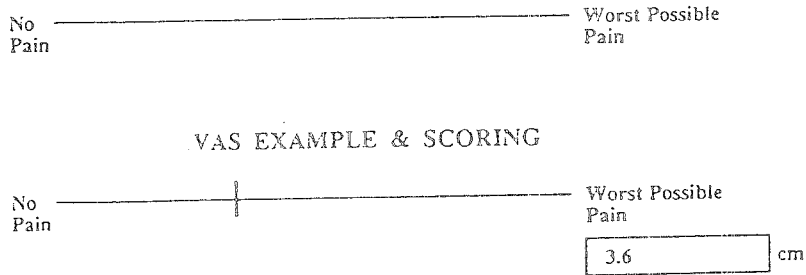 No Worst Possible
Pain Pain
VAS EXAMPLE & SCORING
No Worst Possible
Pain Pain
3.6 cm